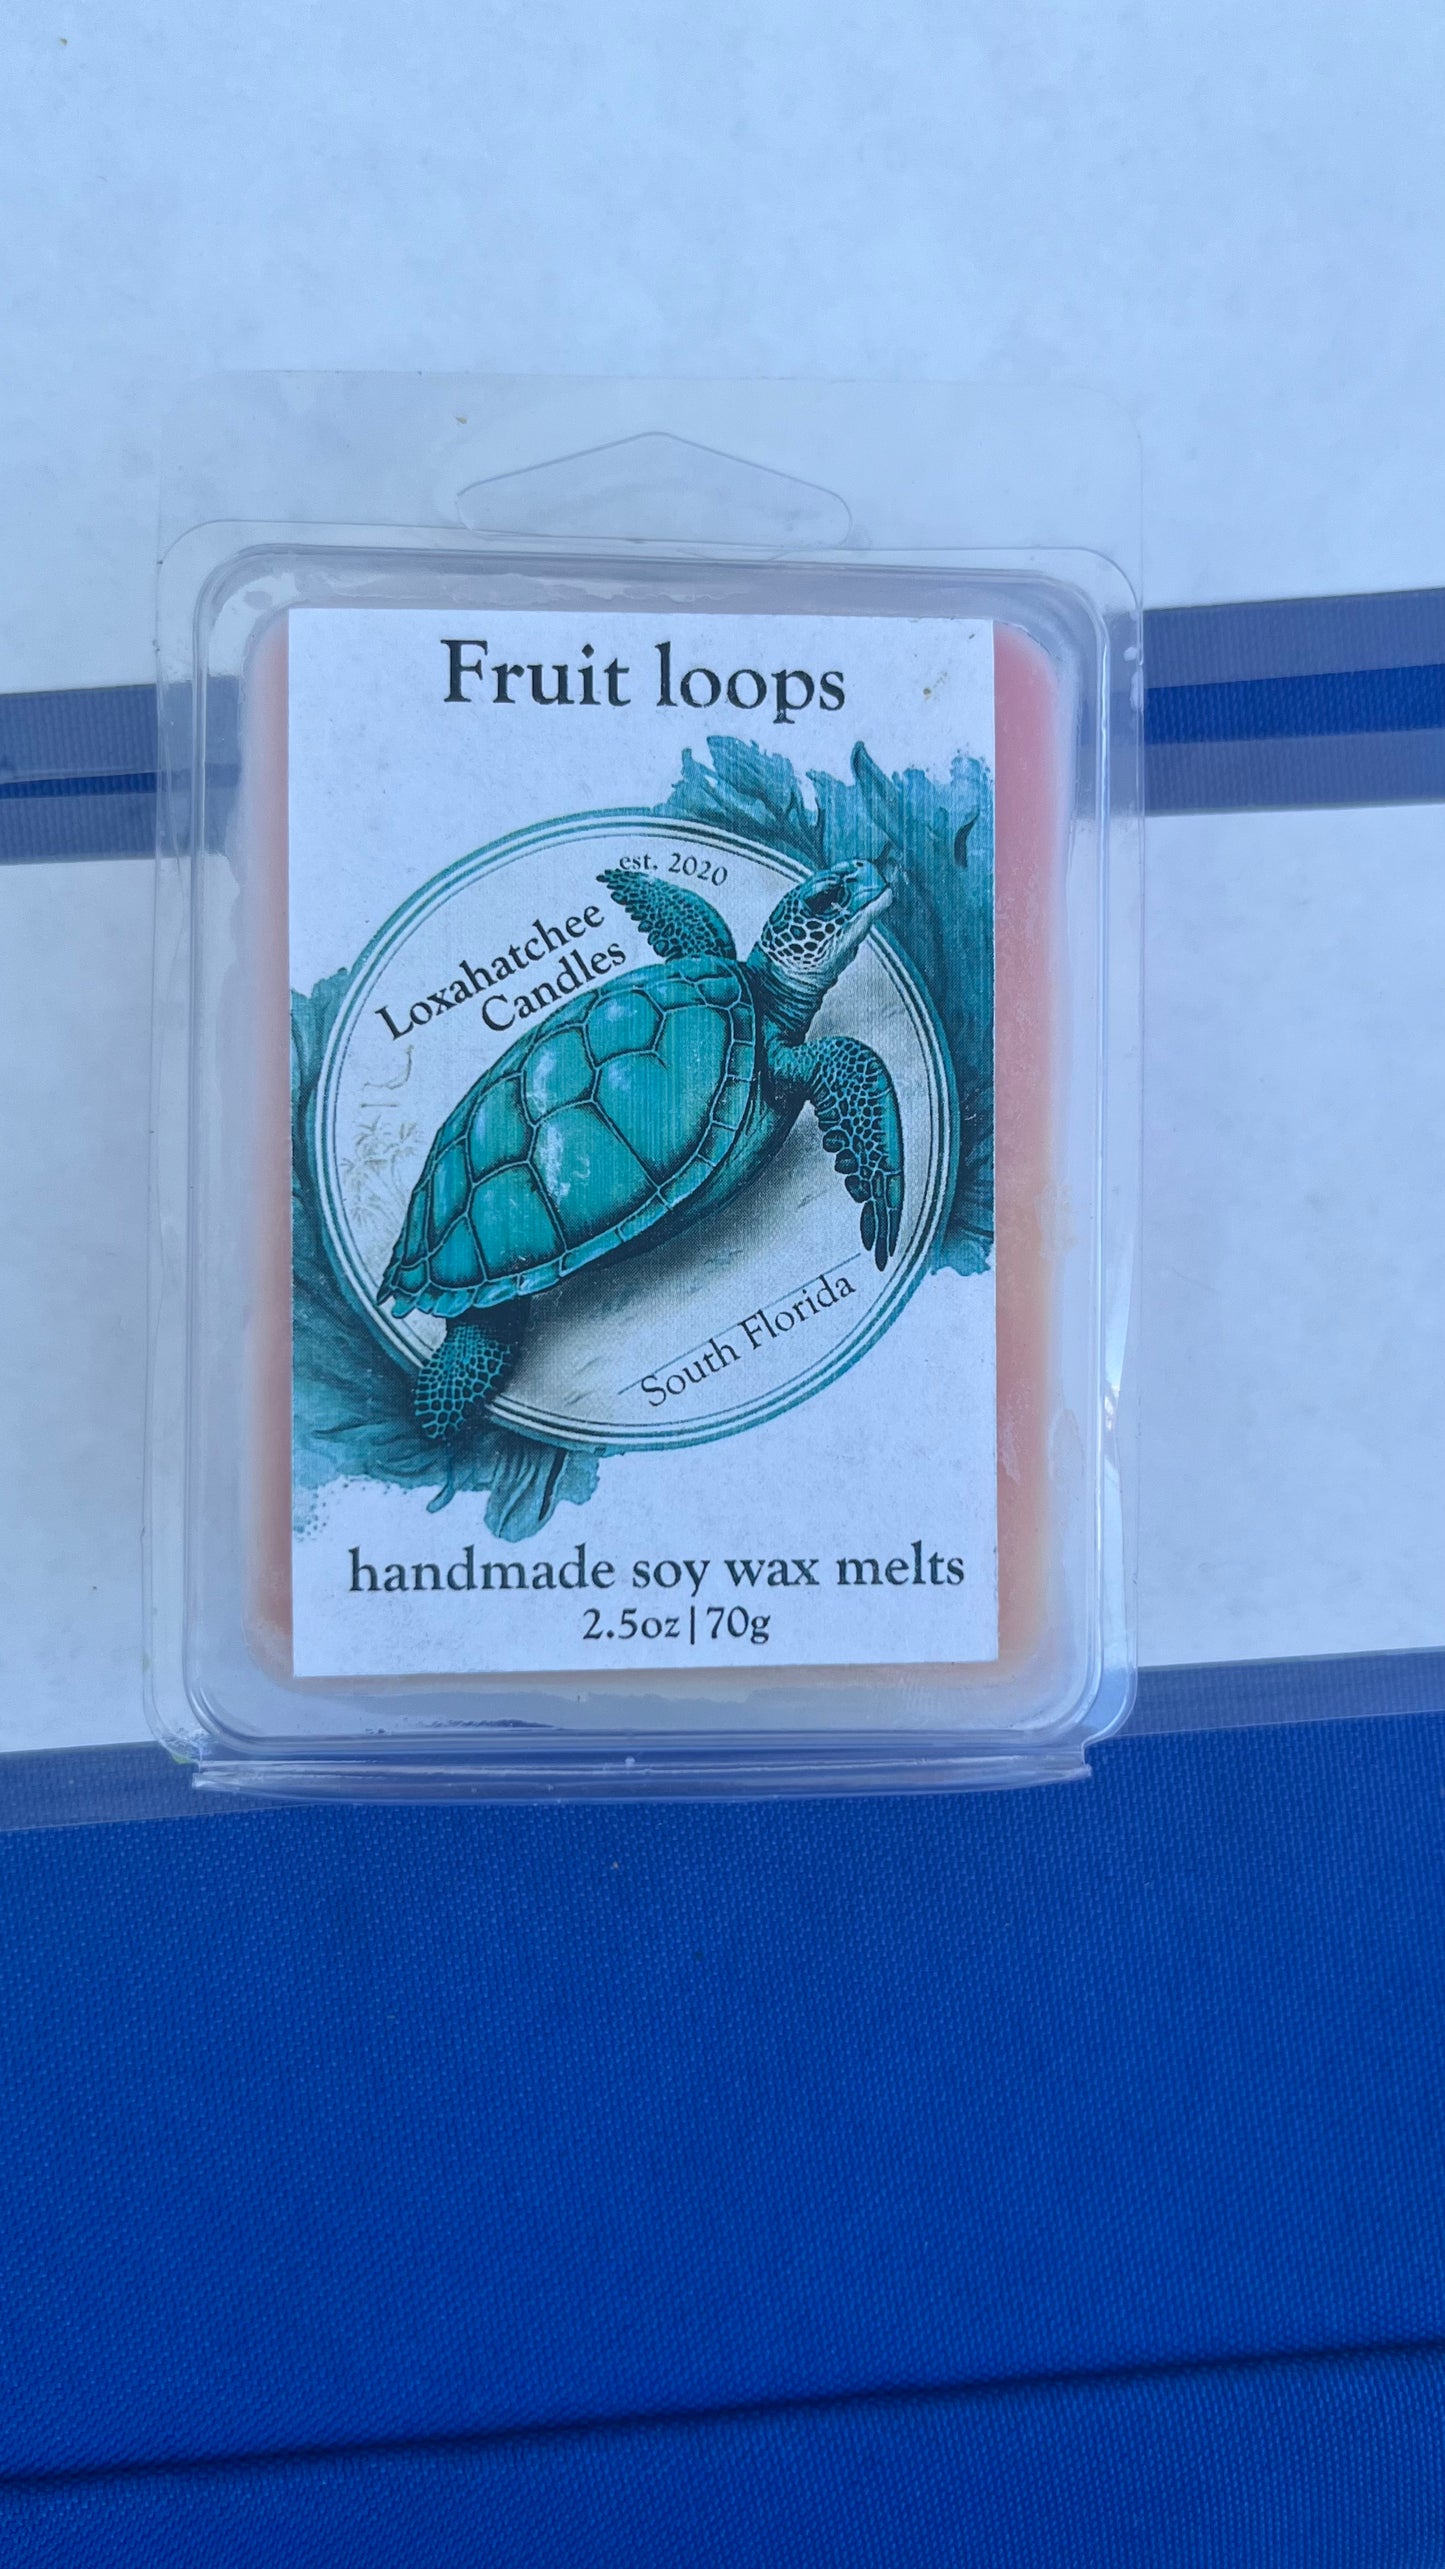 Fruit loops
est. 2020
Loxahatchee
Candles
South Florida
handmade soy wax melts
2.5oz|70g